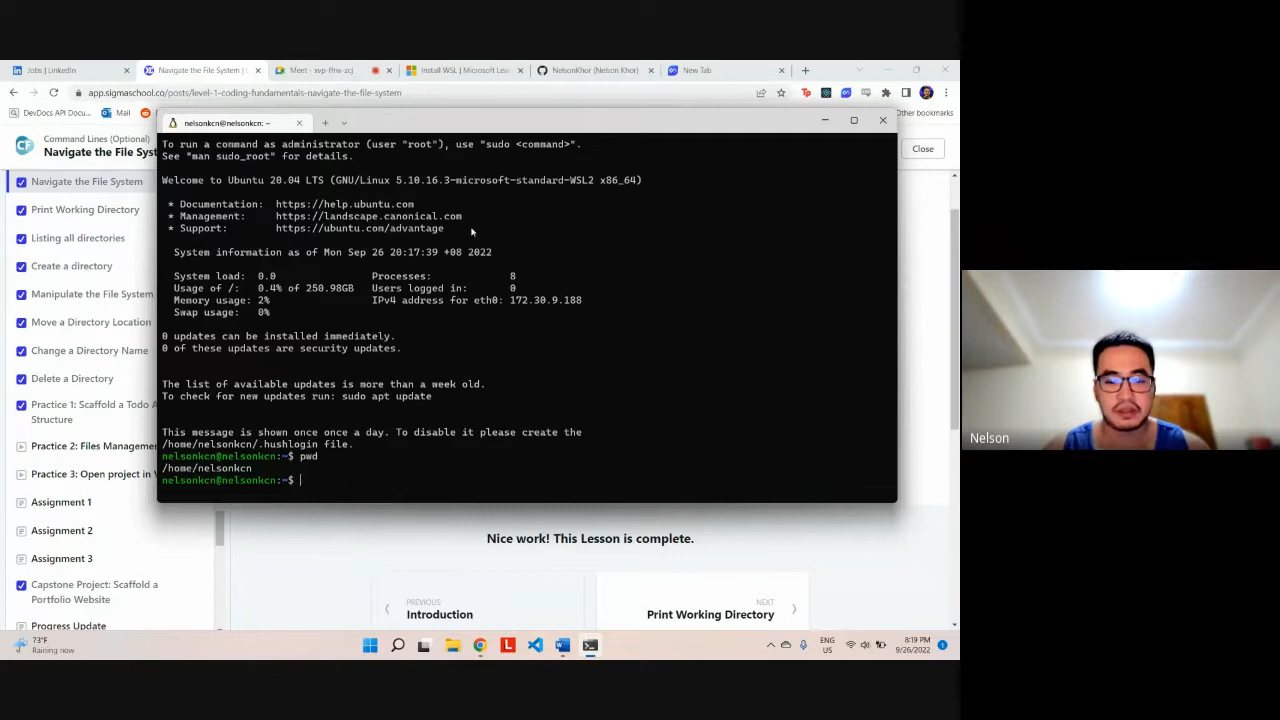 Jobs | LinkedIn
Navigate the File System |
Meet - xvp-ffrw-zcj
Install WSL | Microsoft Lea
NelsonKhor (Nelson Khor)
New Tab
app.sigmaschool.co/posts/level-1-coding-fundamentals-navigate-the-file-system
DevDocs API Docu...
Mail
Other bookmarks
Command Lines (Optional)
Navigate the File Syst
Close
Navigate the File System
Print Working Directory
Listing all directories
Create a directory
Manipulate the File System
Move a Directory Location
Change a Directory Name
Delete a Directory
Practice 1: Scaffold a Todo A
Structure
Practice 2: Files Manageme
Practice 3: Open project in V
Assignment 1
Assignment 2
Assignment 3
Capstone Project: Scaffold a
Portfolio Website
Progress Update
nelsonkcn@nelsonkcn: ~
To run a command as administrator (user "root"), use "sudo <command>".
See "man sudo_root" for details.
Welcome to Ubuntu 20.04 LTS (GNU/Linux 5.10.16.3-microsoft-standard-WSL2 x86_64)
* Documentation: https://help.ubuntu.com
* Management: https://landscape.canonical.com
* Support: https://ubuntu.com/advantage
System information as of Mon Sep 26 20:17:39 +08 2022
System load: 0.0 Processes: 8
Usage of /: 0.4% of 250.98GB Users logged in: 0
Memory usage: 2% IPv4 address for eth0: 172.30.9.188
Swap usage: 0%
0 updates can be installed immediately.
0 of these updates are security updates.
The list of available updates is more than a week old.
To check for new updates run: sudo apt update
This message is shown once once a day. To disable it please create the
/home/nelsonkcn/.hushlogin file.
nelsonkcn@nelsonkcn:~$ pwd
/home/nelsonkcn
nelsonkcn@nelsonkcn:~$
Nice work! This Lesson is complete.
PREVIOUS
Introduction
NEXT
Print Working Directory
73°F
Raining now
ENG
US
8:19 PM
9/26/2022
Nelson